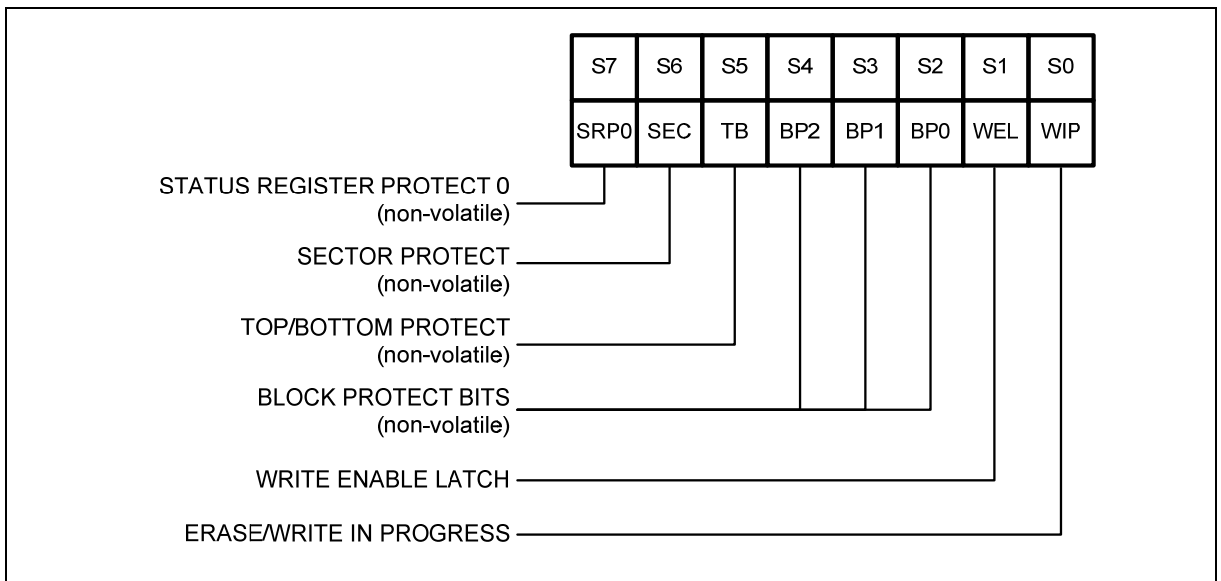 S7 S6 S5 S4 S3 S2 S1 S0
SRP0 SEC TB BP2 BP1 BP0 WEL WIP
STATUS REGISTER PROTECT 0
(non-volatile)
SECTOR PROTECT
(non-volatile)
TOP/BOTTOM PROTECT
(non-volatile)
BLOCK PROTECT BITS
(non-volatile)
WRITE ENABLE LATCH
ERASE/WRITE IN PROGRESS